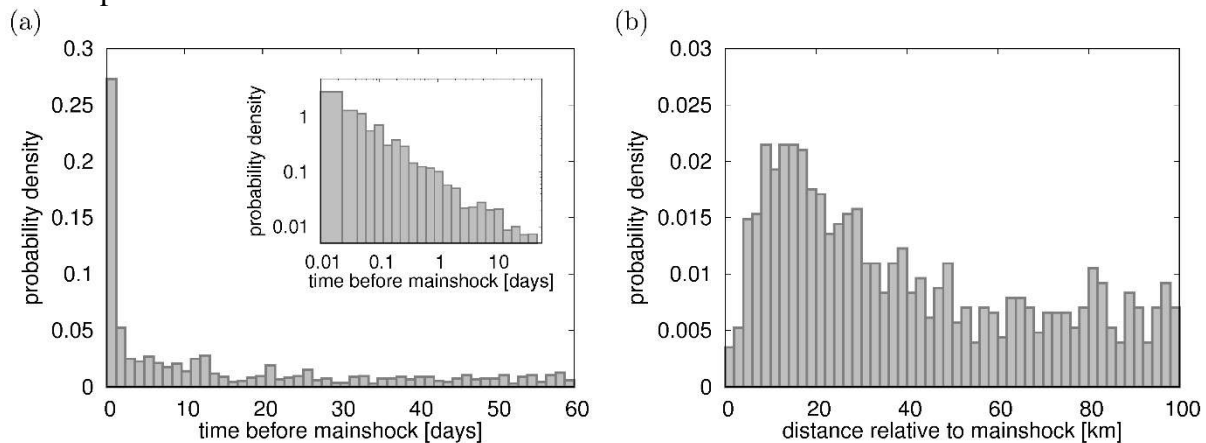 (a)
0.3
0.25
0.2
0.15
0.1
0.05
0
probability density
0 10 20 30 40 50 60
time before mainshock [days]
1
0.1
0.01
probability density
0.01 0.1 1 10
time before mainshock [days]
(b)
0.03
0.025
0.02
0.015
0.01
0.005
0
probability density
0 20 40 60 80 100
distance relative to mainshock [km]